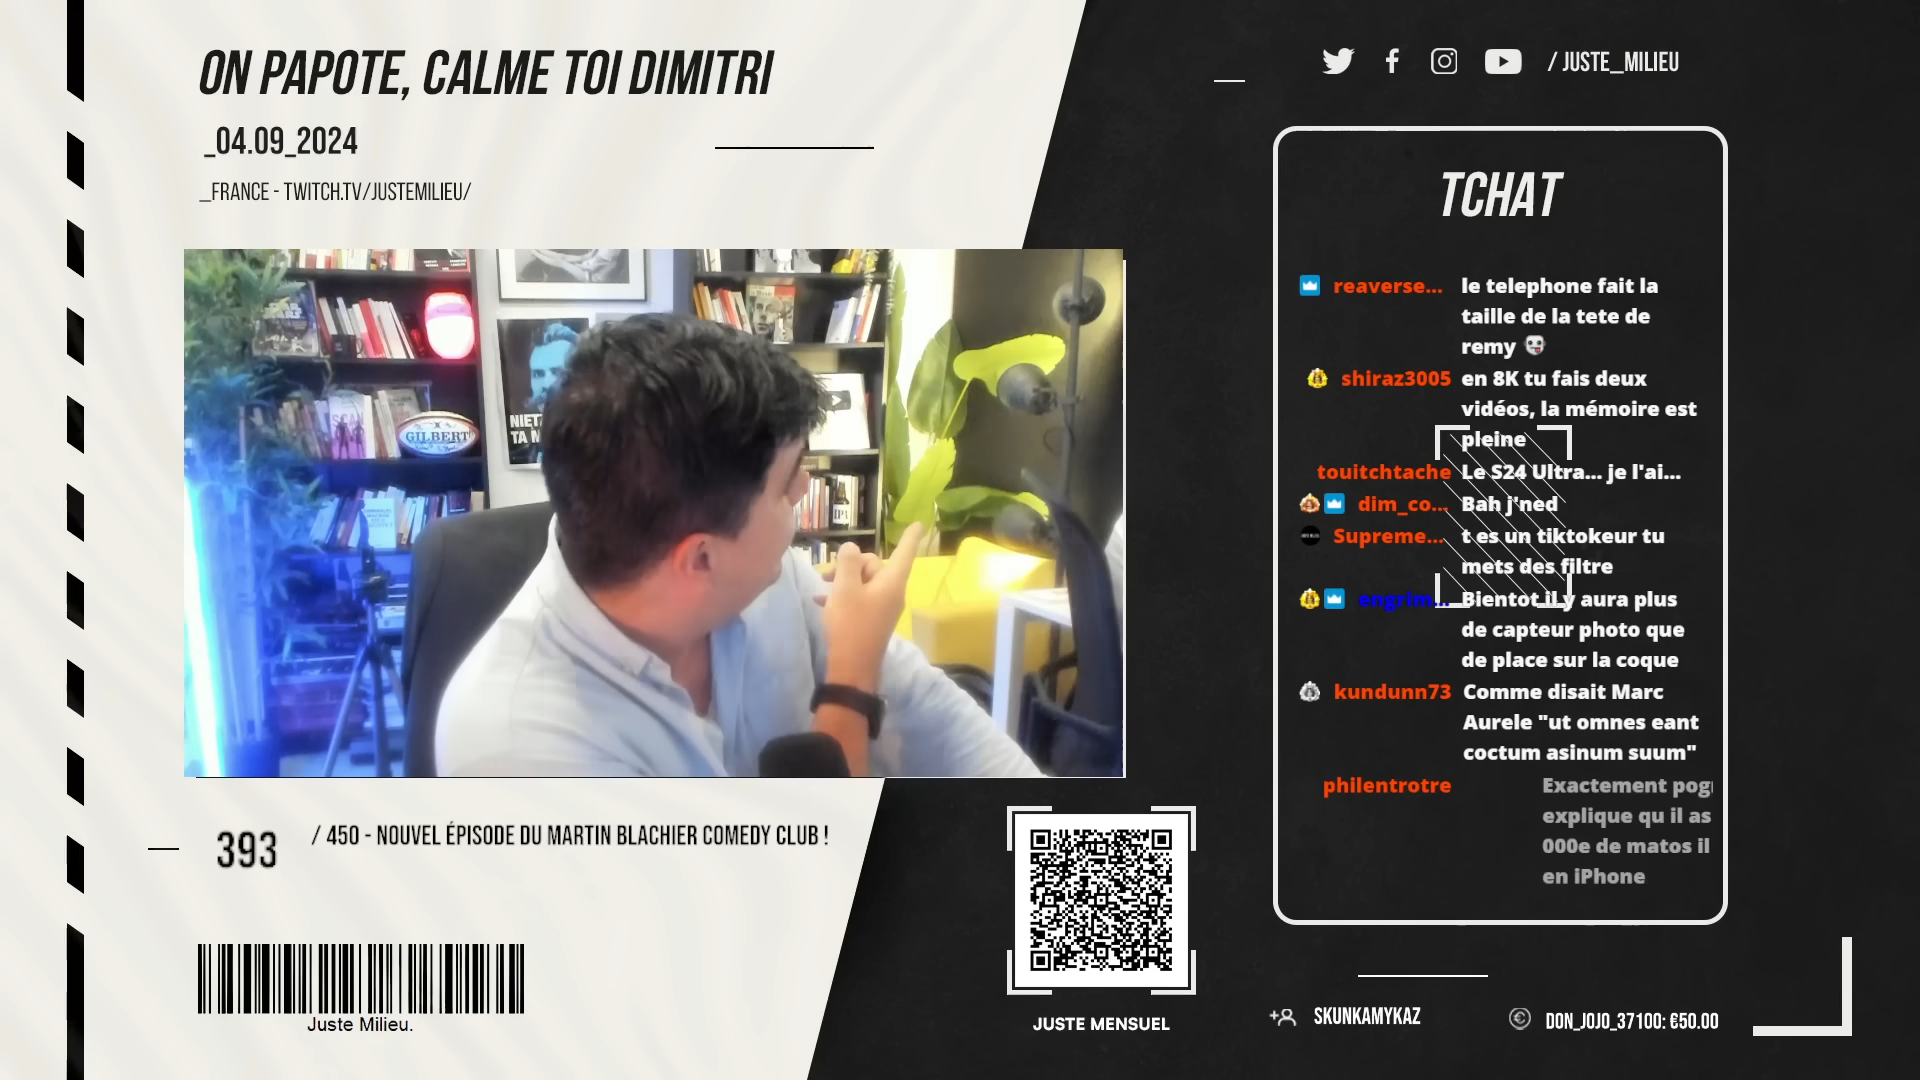 ON PAPOTE, CALME TOI DIMITRI
_04.09_2024
_FRANCE - TWITCH.TV/JUSTEMILIEU/
/ JUSTE_MILIEU
TCHAT
reaverse... le telephone fait la
taille de la tete de
remy
shiraz3005 en 8K tu fais deux
vidéos, la mémoire est
pleine
touitchtache Le S24 Ultra... je l'ai...
dim_co... Bah j'ned
Supreme... t es un tiktokeur tu
mets des filtre
engrim... Bientot il y aura plus
de capteur photo que
de place sur la coque
kundunn73 Comme disait Marc
Aurele "ut omnes eant
coctum asinum suum"
philentrotre Exactement pog
explique qu il as
000e de matos il
en iPhone
GILBERT
393 / 450 - NOUVEL ÉPISODE DU MARTIN BLACHIER COMEDY CLUB !
Juste Milieu.
JUSTE MENSUEL
SKUNKAMYKAZ
DON_JOJO_37100: €50.00